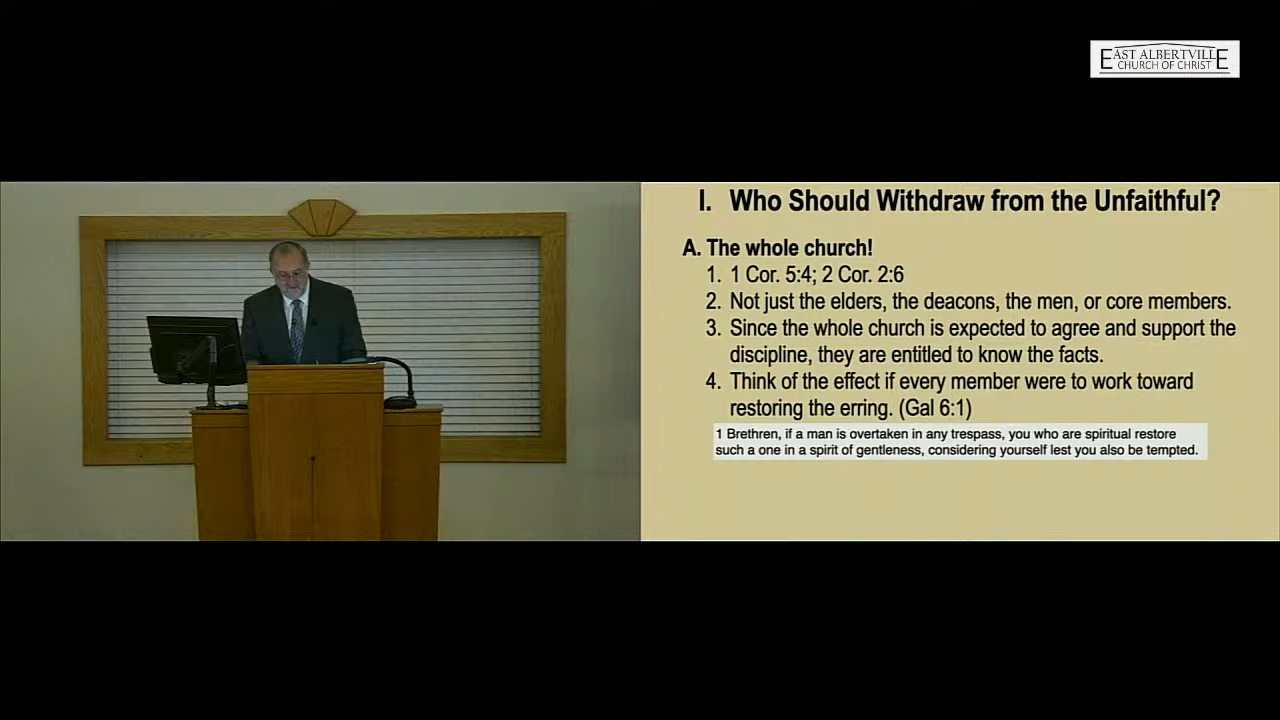 EAST ALBERTVILLE
CHURCH OF CHRIST
I. Who Should Withdraw from the Unfaithful?
A. The whole church!
1. 1 Cor. 5:4; 2 Cor. 2:6
2. Not just the elders, the deacons, the men, or core members.
3. Since the whole church is expected to agree and support the
discipline, they are entitled to know the facts.
4. Think of the effect if every member were to work toward
restoring the erring. (Gal 6:1)
1 Brethren, if a man is overtaken in any trespass, you who are spiritual restore
such a one in a spirit of gentleness, considering yourself lest you also be tempted.